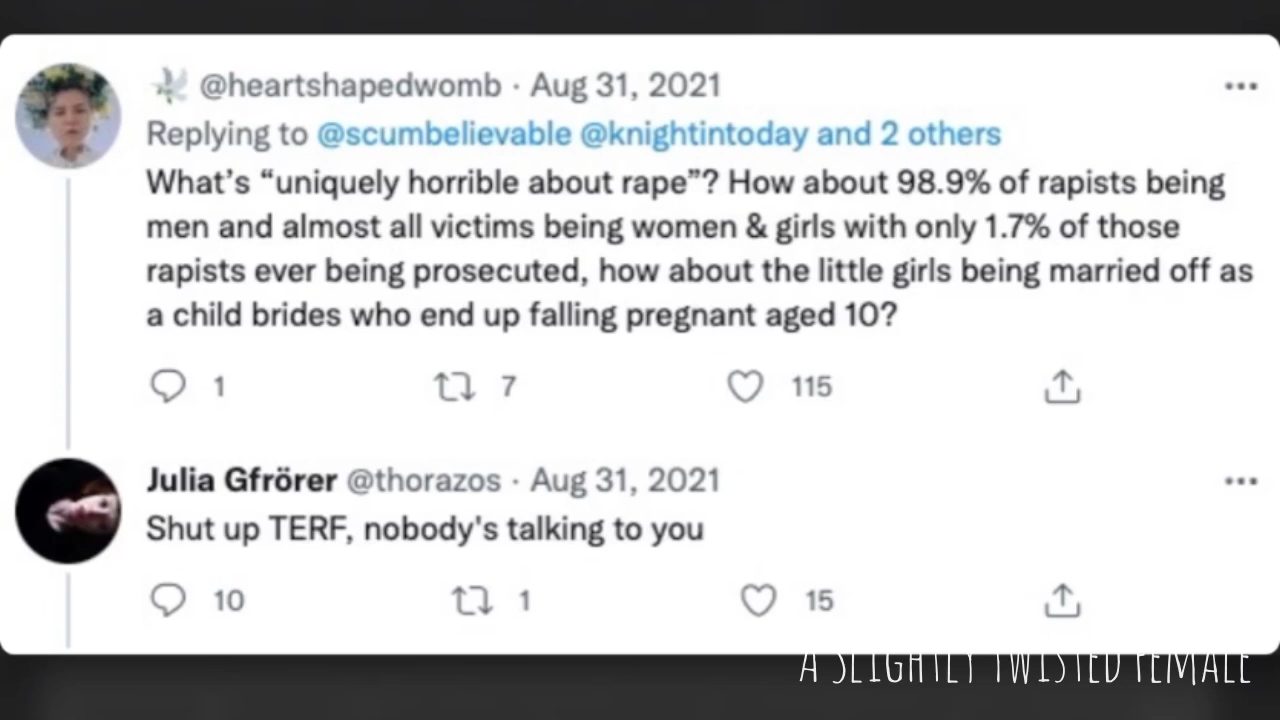 @heartshapedwomb · Aug 31, 2021
Replying to @scumbelievable @knightintoday and 2 others
What's "uniquely horrible about rape"? How about 98.9% of rapists being
men and almost all victims being women & girls with only 1.7% of those
rapists ever being prosecuted, how about the little girls being married off as
a child brides who end up falling pregnant aged 10?
1 7 115
Julia Gfrörer @thorazos · Aug 31, 2021
Shut up TERF, nobody's talking to you
10 1 15
A SLIGHTLY TWISTED FEMALE